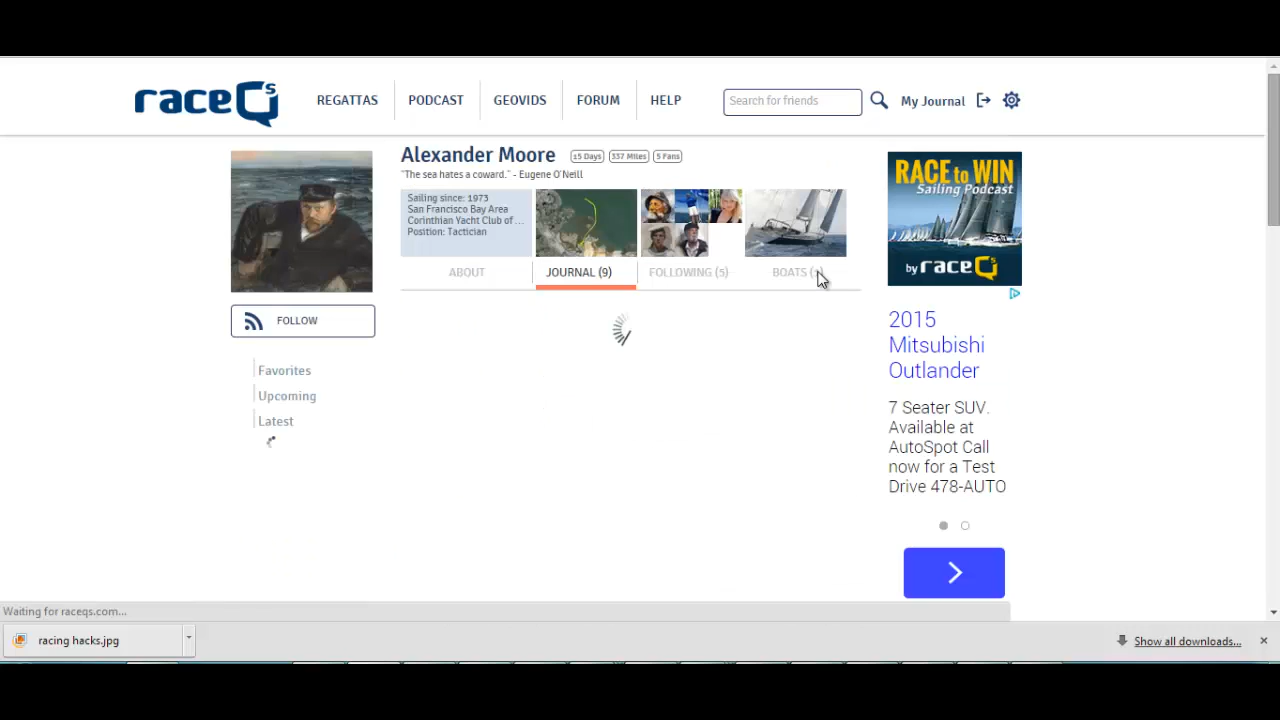 raceQs
REGATTAS
PODCAST
GEOVIDS
FORUM
HELP
Search for friends
My Journal
Alexander Moore
15 Days
337 Miles
5 Fans
"The sea hates a coward." - Eugene O'Neill
Sailing since: 1973
San Francisco Bay Area
Corinthian Yacht Club of ...
Position: Tactician
ABOUT
JOURNAL (9)
FOLLOWING (5)
BOATS
FOLLOW
Favorites
Upcoming
Latest
RACE to WIN
Sailing Podcast
by raceQs
2015
Mitsubishi
Outlander
7 Seater SUV.
Available at
AutoSpot Call
now for a Test
Drive 478-AUTO
Waiting for raceqs.com...
racing hacks.jpg
Show all downloads...